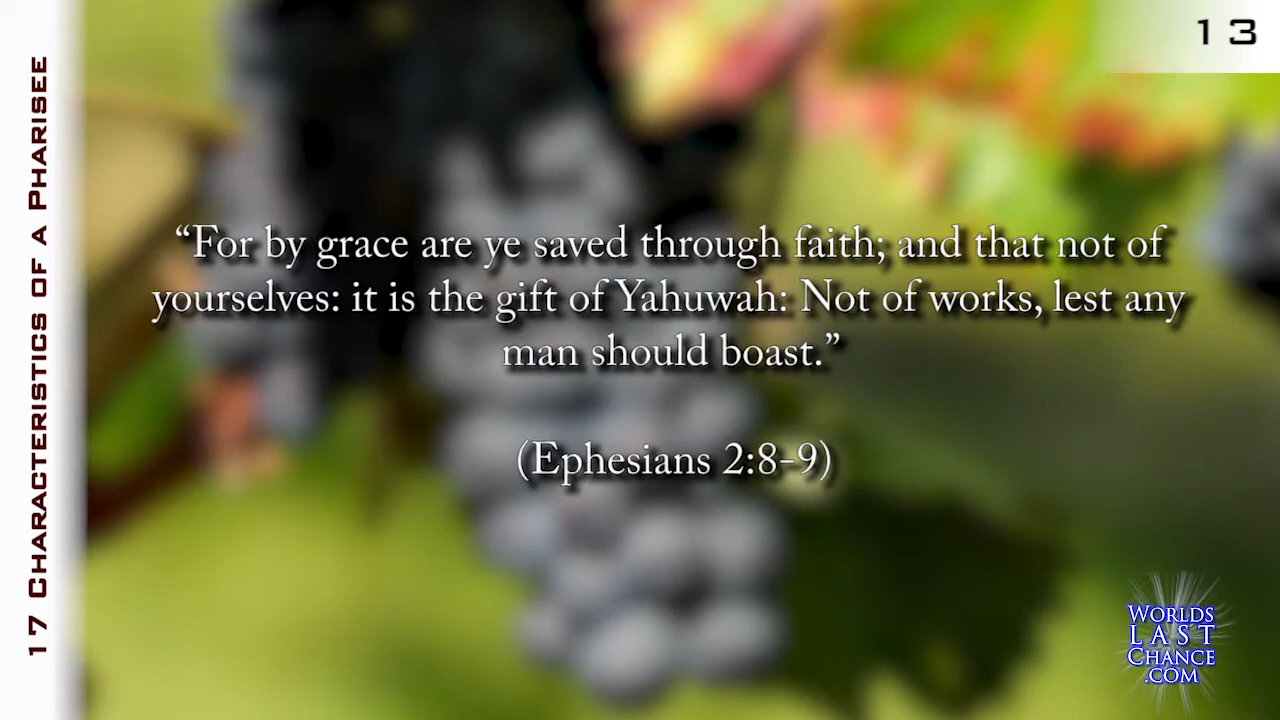 17 Characteristics of a Pharisee
13
“For by grace are ye saved through faith; and that not of
yourselves: it is the gift of Yahuwah: Not of works, lest any
man should boast.”
(Ephesians 2:8-9)
Worlds
Last
Chance
.com